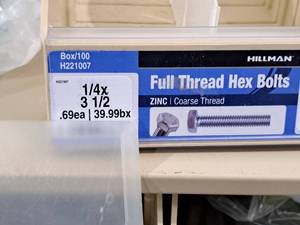 Box/100
H221007
HILLMAN
H221007
1/4x
3 1/2
.69ea | 39.99bx
Full Thread Hex Bolts
ZINC | Coarse Thread